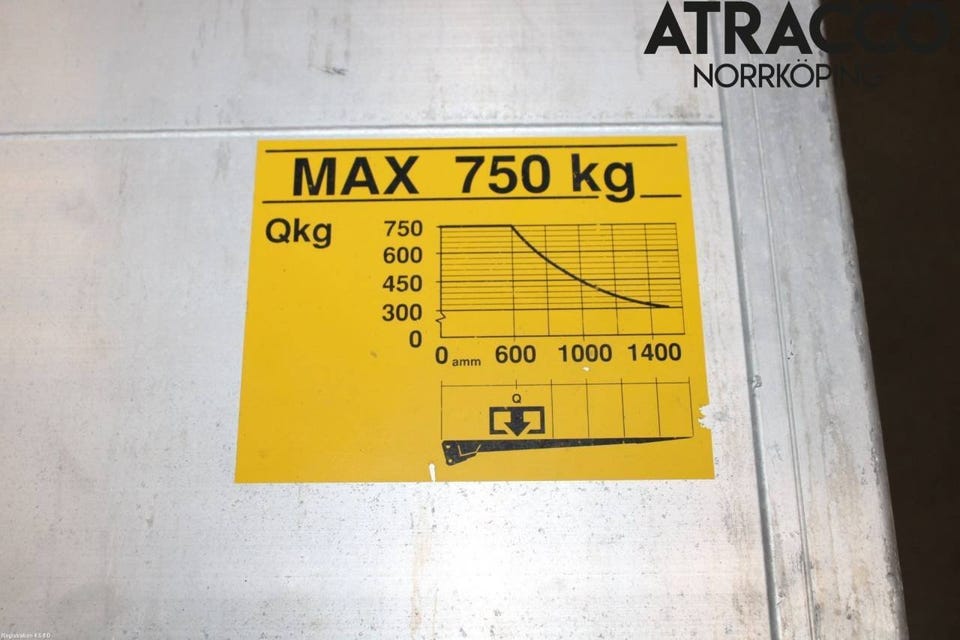 ATRACCO
NORRKÖPING
MAX 750 kg
Qkg
750
600
450
300
0
0 amm 600 1000 1400
Q